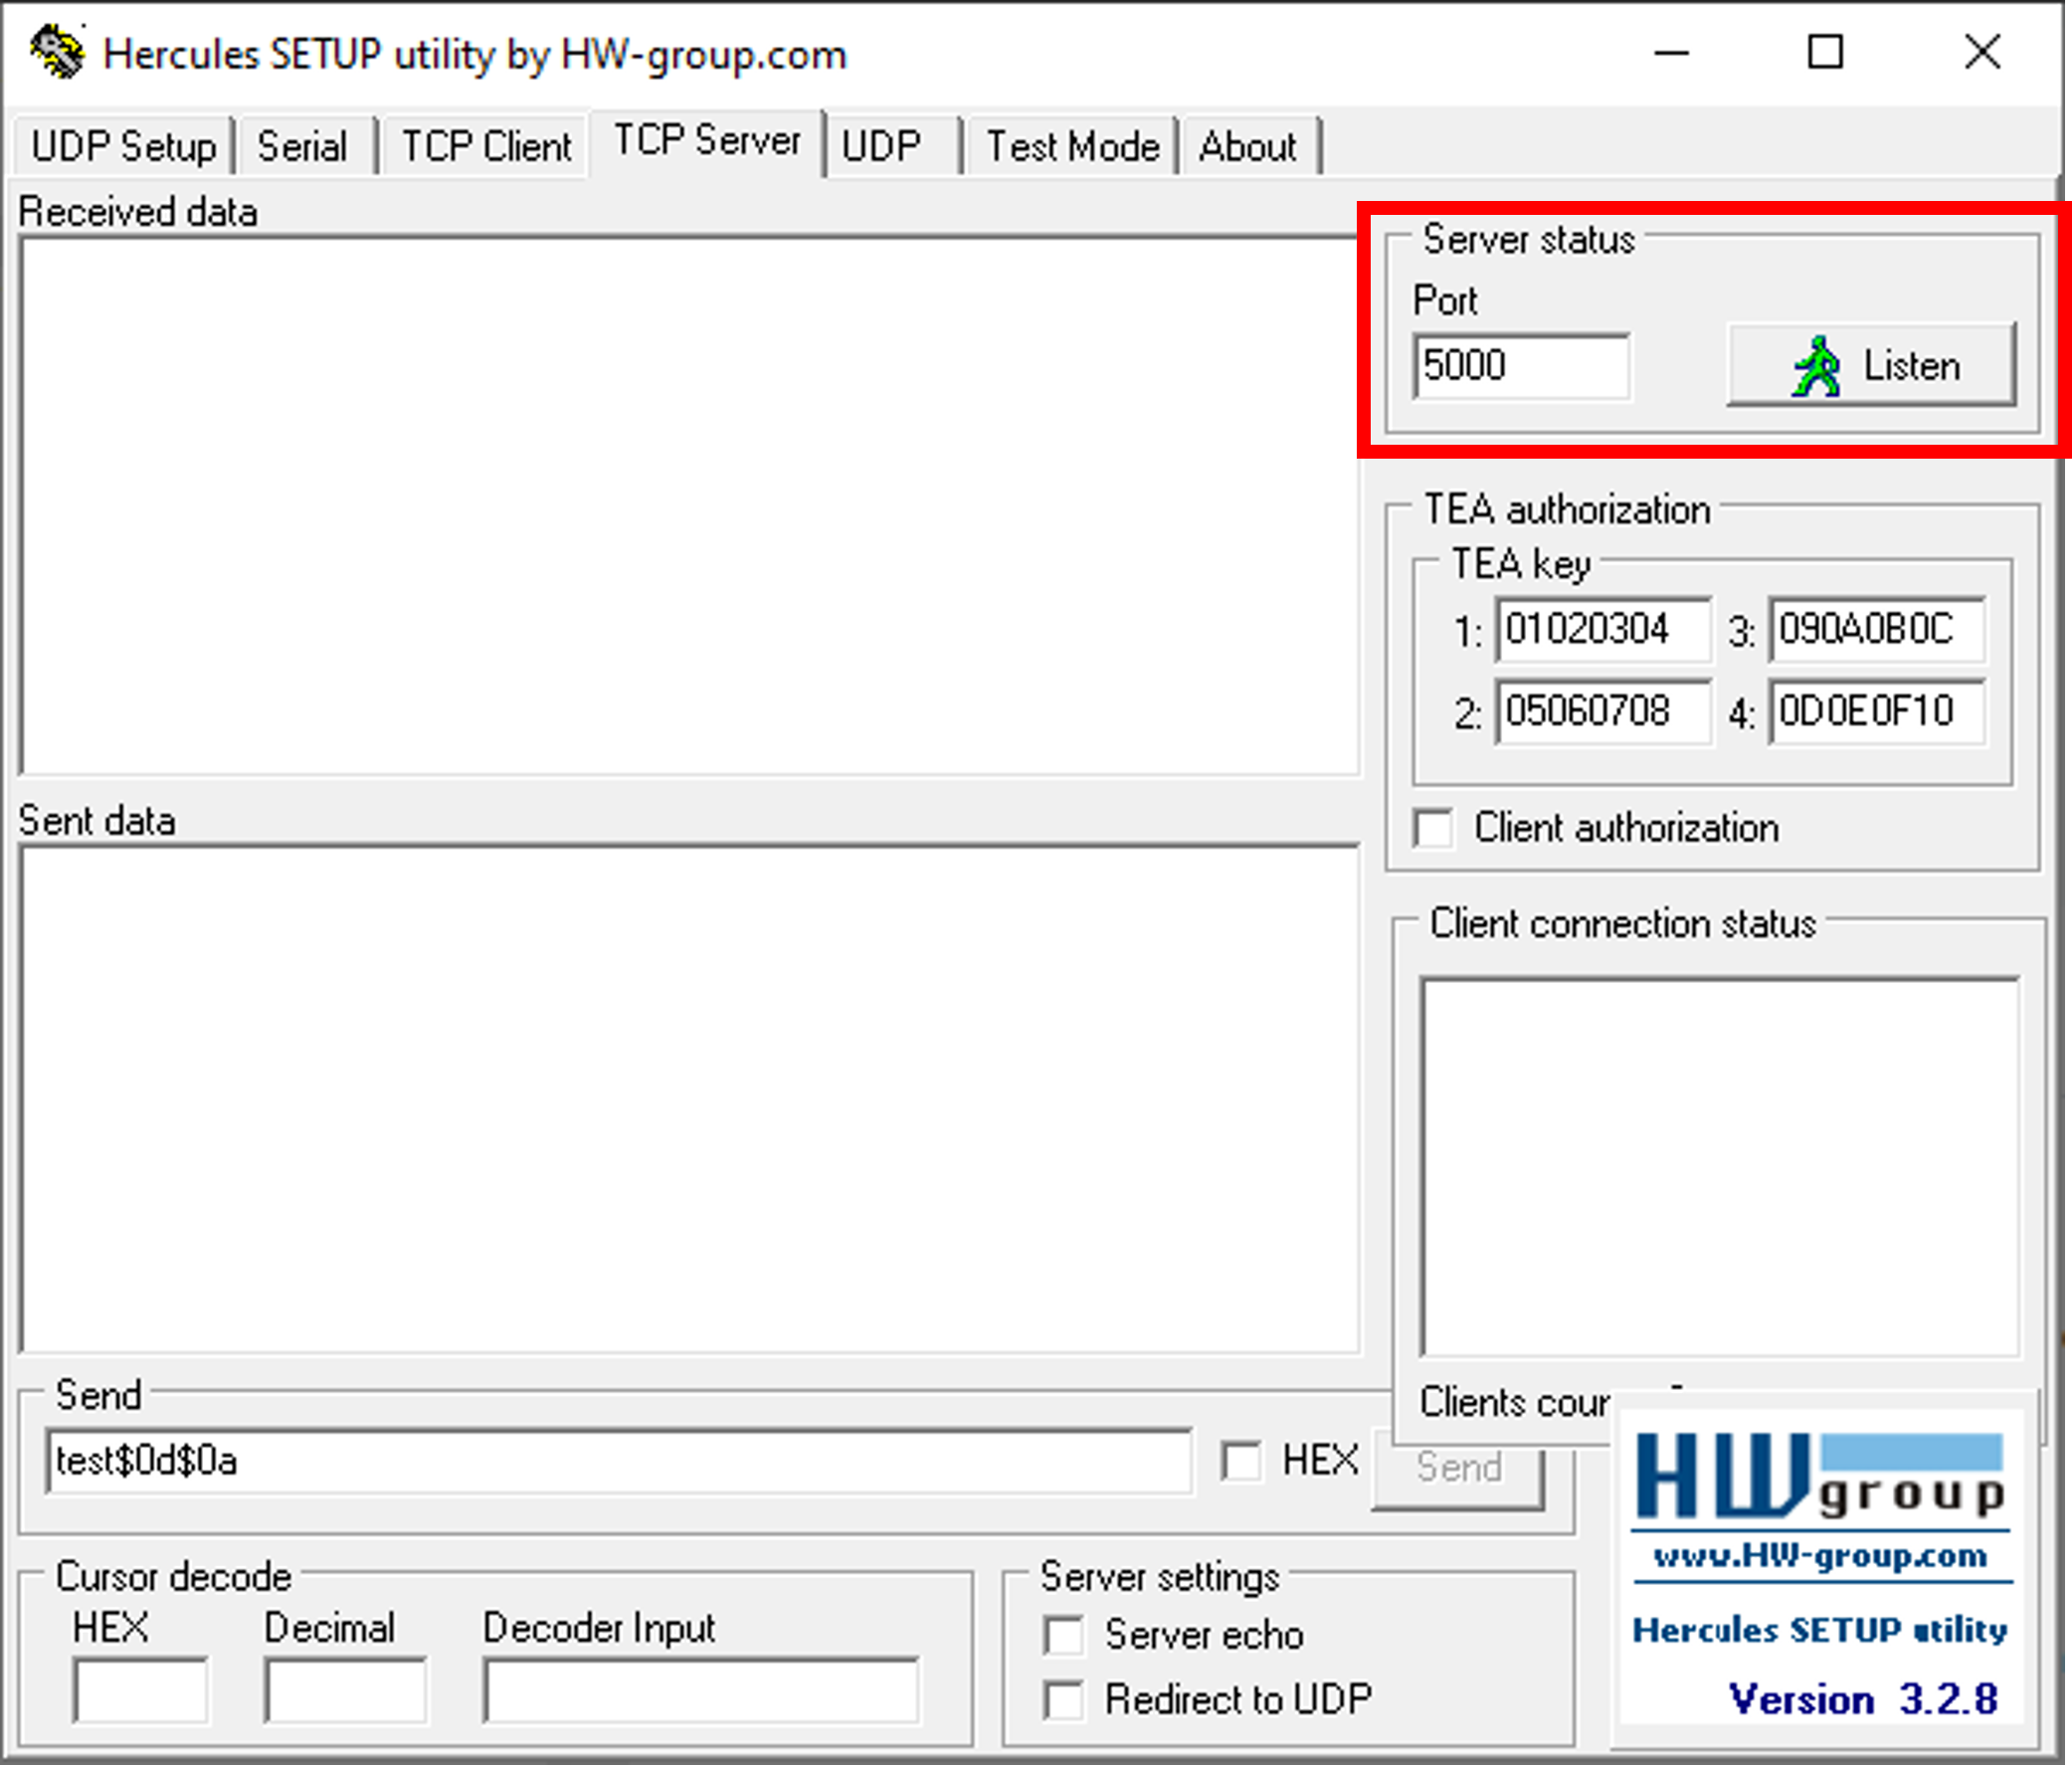 Hercules SETUP utility by HW-group.com
UDP Setup Serial TCP Client TCP Server UDP Test Mode About
Received data
Server status
Port
5000 Listen
TEA authorization
TEA key
1: 01020304 3: 090A0B0C
2: 05060708 4: 0D0E0F10
Client authorization
Sent data
Client connection status
Send
Clients cour
test$0d$0a HEX Send
HW group
www.HW-group.com
Hercules SETUP utility
Version 3.2.8
Cursor decode
HEX Decimal Decoder Input
Server settings
Server echo
Redirect to UDP